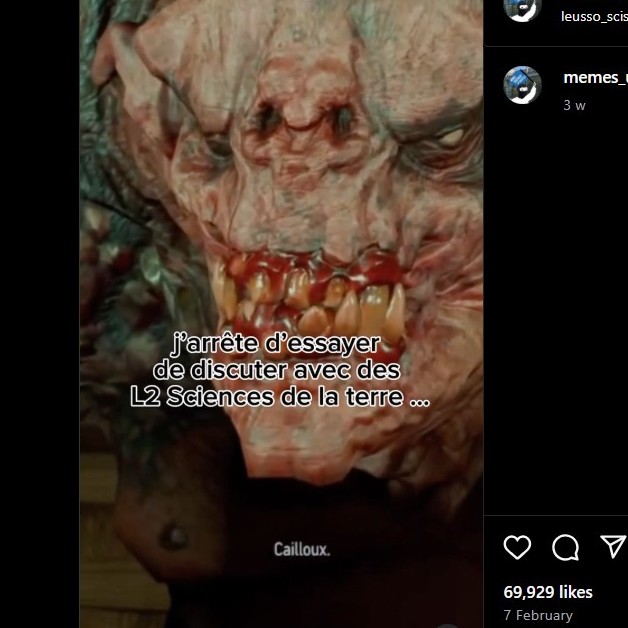 leusso_scis
memes_u
3 w
j'arrête d'essayer
de discuter avec des
L2 Sciences de la terre ...
Cailloux.
69,929 likes
7 February